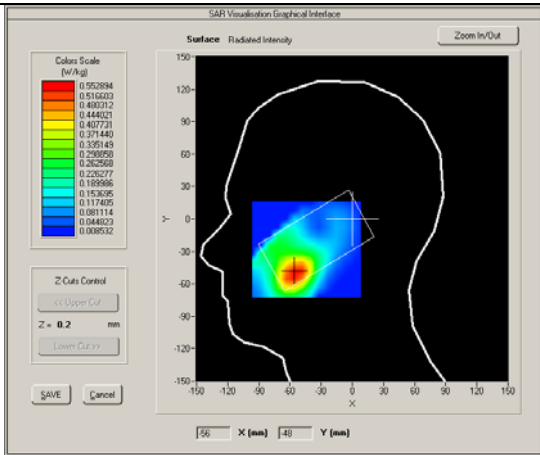 SAR Visualisation Graphical Interface
Surface Radiated Intensity
Zoom In/Out
Colors Scale
(W/kg)
0.552894
0.516603
0.480312
0.444021
0.407731
0.371440
0.335149
0.298858
0.262568
0.226277
0.189986
0.153695
0.117405
0.081114
0.044823
0.008532
Z Cuts Control
<< Upper Cut
Z = 0.2 mm
Lower Cut >>
SAVE Cancel
150
120
90
60
30
0
-30
-60
-90
-120
-150
Y
-150 -120 -90 -60 -30 0 30 60 90 120 150
X
-56 X (mm) -48 Y (mm)